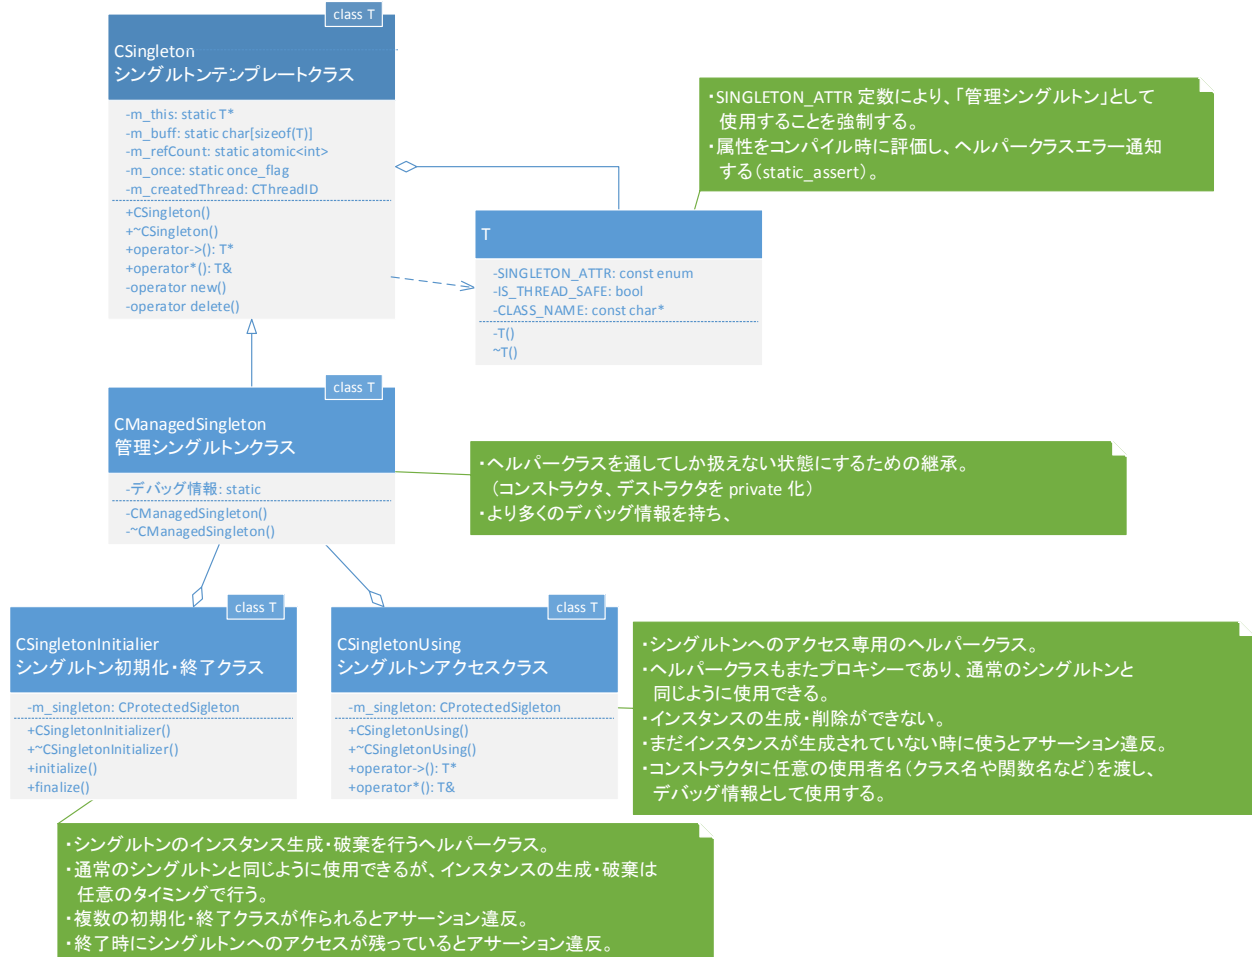 class T
CSingleton
シングルトンテンプレートクラス
-m_this: static T*
-m_buff: static char[sizeof(T)]
-m_refCount: static atomic<int>
-m_once: static once_flag
-m_createdThread: CThreadID
+CSingleton()
+~CSingleton()
+operator->(): T*
+operator*(): T&
-operator new()
-operator delete()
・SINGLETON_ATTR 定数により、「管理シングルトン」として
使用することを強制する。
・属性をコンパイル時に評価し、ヘルパークラスエラー通知
する（static_assert）。
T
-SINGLETON_ATTR: const enum
-IS_THREAD_SAFE: bool
-CLASS_NAME: const char*
-T()
~T()
class T
CManagedSingleton
管理シングルトンクラス
-デバッグ情報: static
-CManagedSingleton()
-~CManagedSingleton()
・ヘルパークラスを通してしか扱えない状態にするための継承。
（コンストラクタ、デストラクタを private 化）
・より多くのデバッグ情報を持ち、
class T
CSingletonInitialier
シングルトン初期化・終了クラス
-m_singleton: CProtectedSigleton
+CSingletonInitializer()
+~CSingletonInitializer()
+initialize()
+finalize()
class T
CSingletonUsing
シングルトンアクセスクラス
-m_singleton: CProtectedSigleton
+CSingletonUsing()
+~CSingletonUsing()
+operator->(): T*
+operator*(): T&
・シングルトンへのアクセス専用のヘルパークラス。
・ヘルパークラスもまたプロキシーであり、通常のシングルトンと
同じように使用できる。
・インスタンスの生成・削除ができない。
・まだインスタンスが生成されていない時に使うとアサーション違反。
・コンストラクタに任意の使用者名（クラス名や関数名など）を渡し、
デバッグ情報として使用する。
・シングルトンのインスタンス生成・破棄を行うヘルパークラス。
・通常のシングルトンと同じように使用できるが、インスタンスの生成・破棄は
任意のタイミングで行う。
・複数の初期化・終了クラスが作られるとアサーション違反。
・終了時にシングルトンへのアクセスが残っているとアサーション違反。